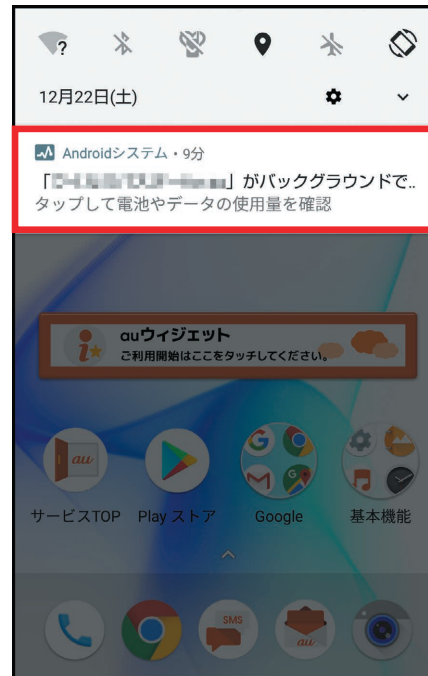 ?
12月22日(土)
Androidシステム・9分
「」がバックグラウンドで..
タップして電池やデータの使用量を確認
auウィジェット
ご利用開始はここをタッチしてください。
au
サービスTOP Play ストア Google 基本機能
SMS
au